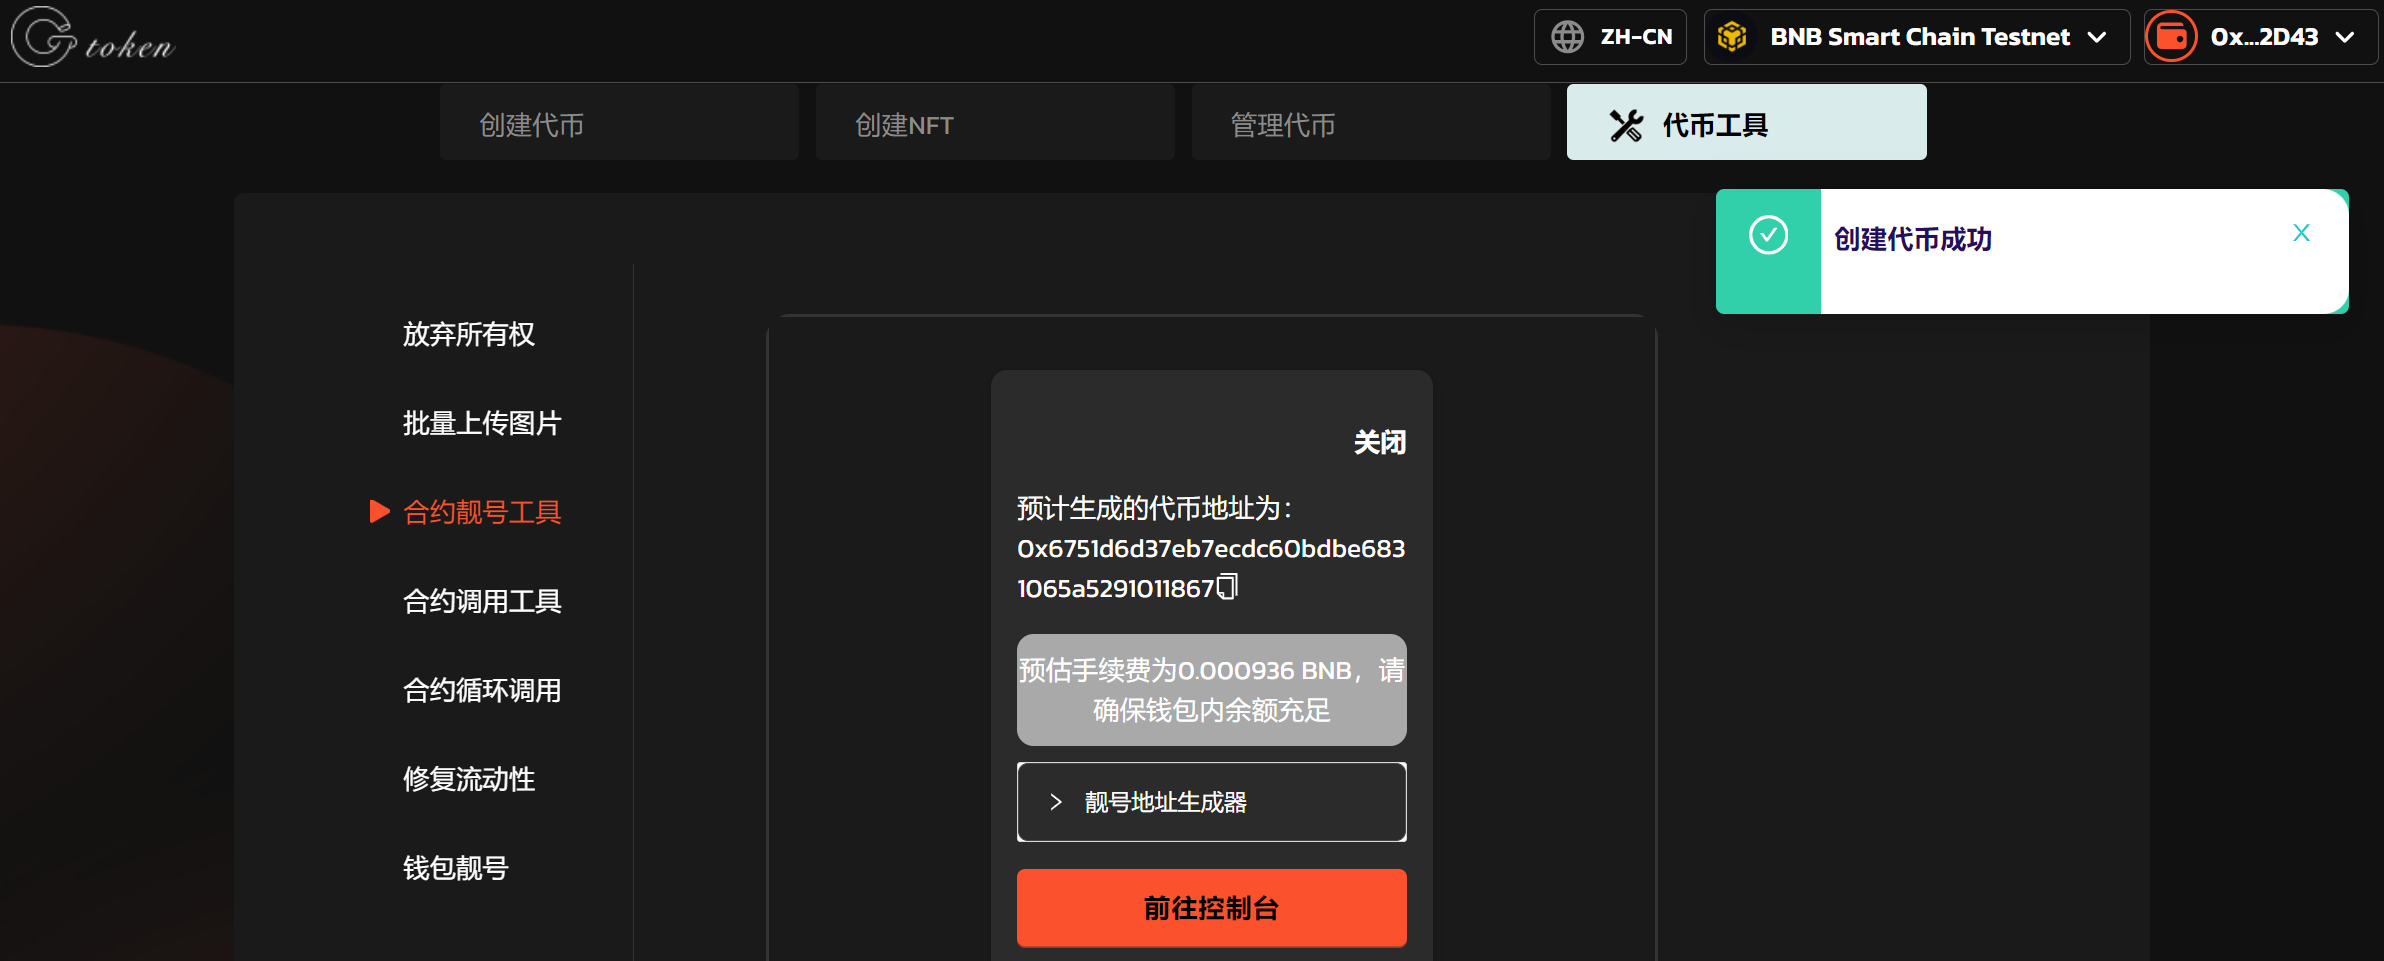 Gtoken
ZH-CN
BNB Smart Chain Testnet
0x...2D43
创建代币
创建NFT
管理代币
代币工具
创建代币成功
X
放弃所有权
批量上传图片
合约靓号工具
合约调用工具
合约循环调用
修复流动性
钱包靓号
关闭
预计生成的代币地址为：
0x6751d6d37eb7ecdc60bdbe683
1065a5291011867
预估手续费为0.000936 BNB，请
确保钱包内余额充足
靓号地址生成器
前往控制台